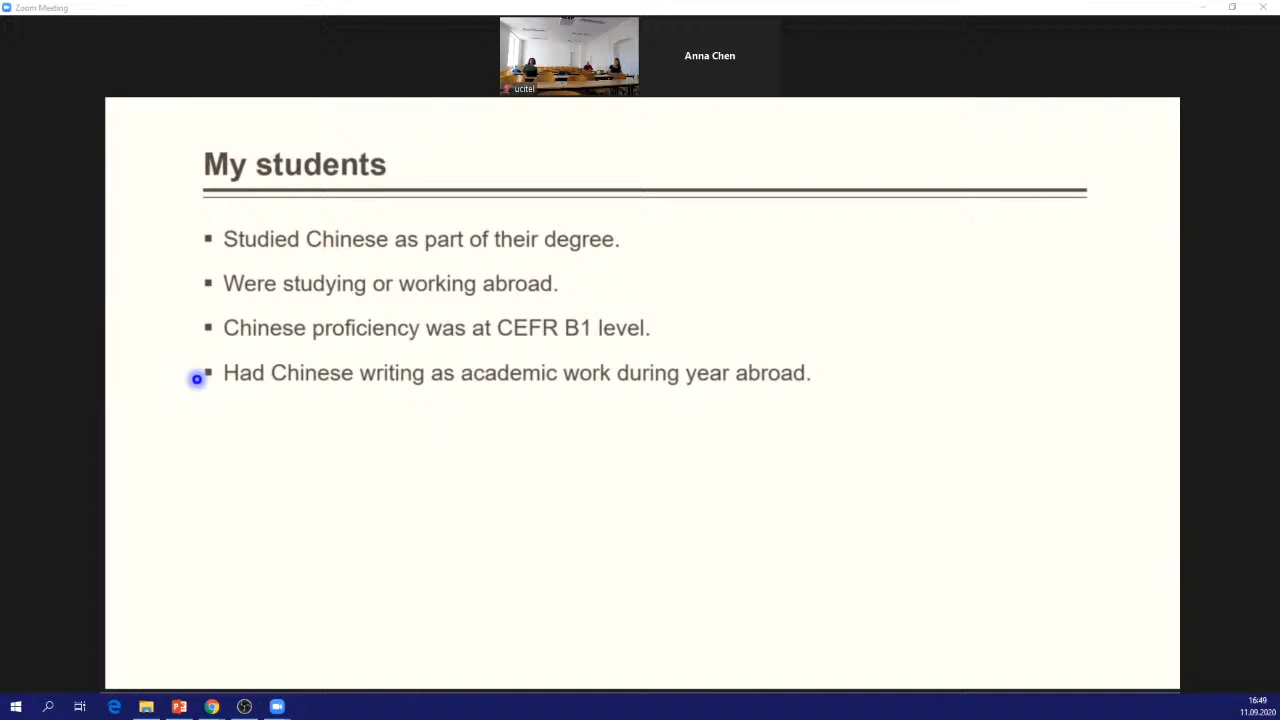 Zoom Meeting
ucitel
Anna Chen
My students
▪ Studied Chinese as part of their degree.
▪ Were studying or working abroad.
▪ Chinese proficiency was at CEFR B1 level.
▪ Had Chinese writing as academic work during year abroad.
16:49
11.09.2020